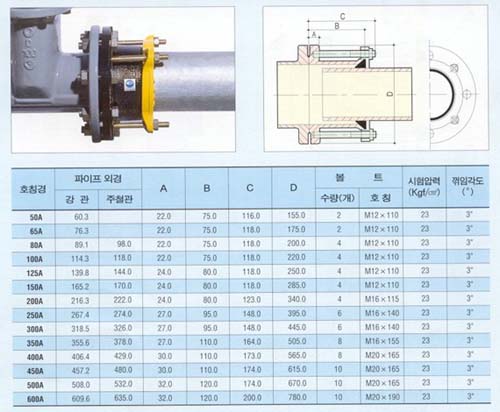 C
B
A
D
호칭경 파이프 외경 A B C D 볼 트 시험압력 (Kgf/㎠) 꺾임각도 (°)
강 관 주철관 수량(개) 호 칭
50A 60.3 22.0 75.0 116.0 155.0 2 M12×110 23 3°
65A 76.3 22.0 75.0 118.0 175.0 2 M12×110 23 3°
80A 89.1 98.0 22.0 75.0 118.0 200.0 4 M12×110 23 3°
100A 114.3 118.0 22.0 75.0 118.0 220.0 4 M12×110 23 3°
125A 139.8 144.0 24.0 80.0 118.0 250.0 4 M12×110 23 3°
150A 165.2 170.0 24.0 80.0 118.0 285.0 4 M12×110 23 3°
200A 216.3 222.0 24.0 80.0 123.0 340.0 4 M16×115 23 3°
250A 267.4 274.0 27.0 95.0 148.0 395.0 6 M16×140 23 3°
300A 318.5 326.0 27.0 95.0 148.0 445.0 6 M16×140 23 3°
350A 355.6 378.0 27.0 110.0 164.0 505.0 8 M16×155 23 3°
400A 406.4 429.0 30.0 110.0 173.0 565.0 8 M20×165 23 3°
450A 457.2 480.0 30.0 110.0 174.0 615.0 10 M20×165 23 3°
500A 508.0 532.0 32.0 120.0 174.0 670.0 10 M20×165 23 3°
600A 609.6 635.0 32.0 120.0 200.0 780.0 10 M20×190 23 3°